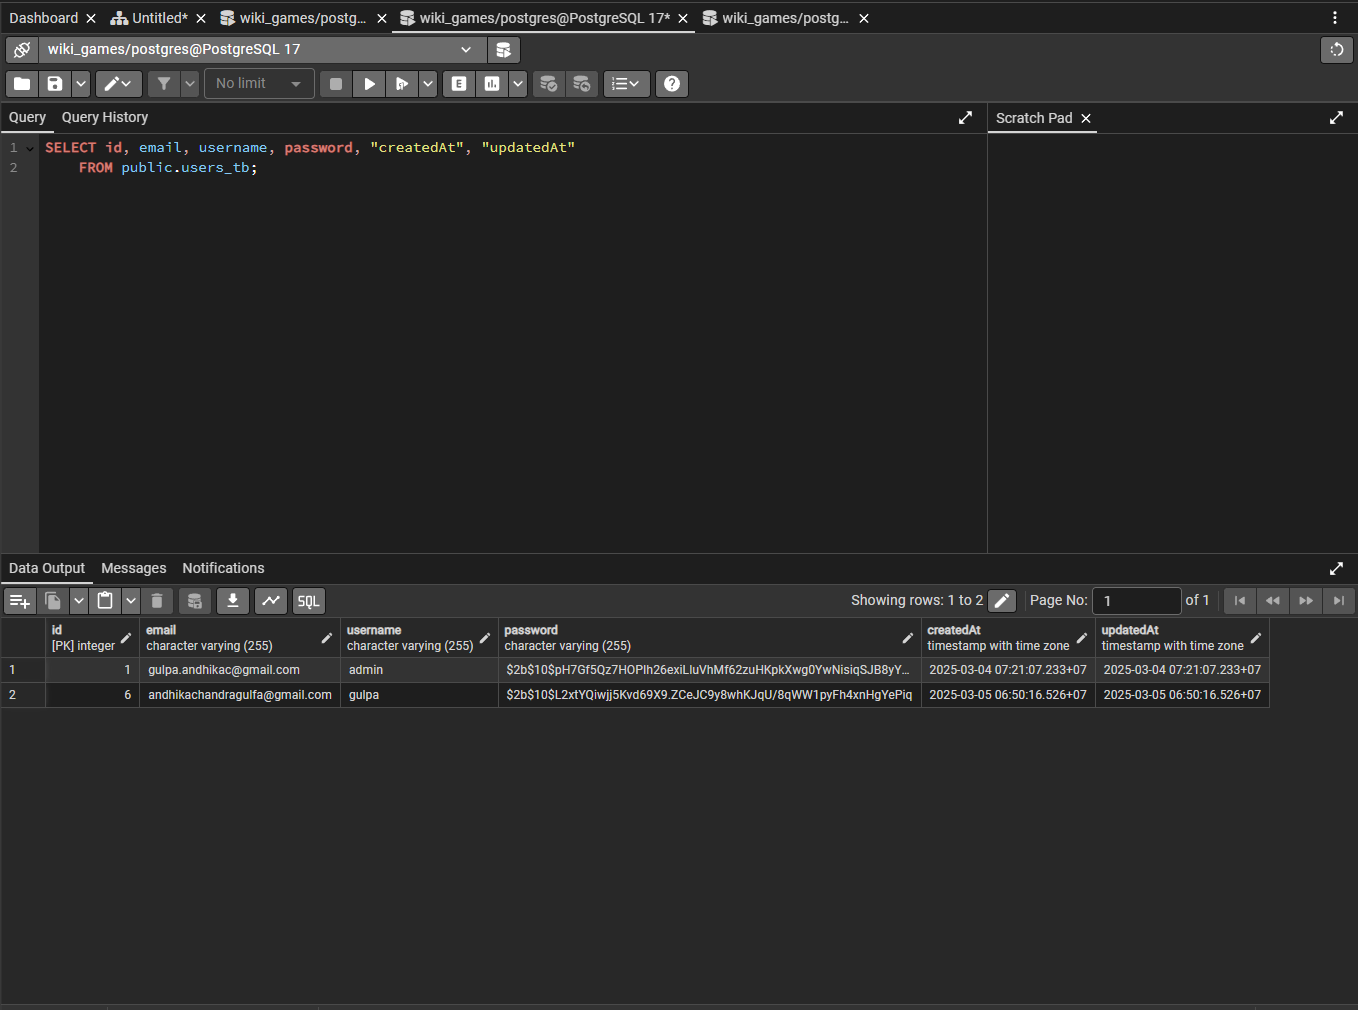 Dashboard Untitled* wiki_games/postg... wiki_games/postgres@PostgreSQL 17* wiki_games/postg...
wiki_games/postgres@PostgreSQL 17
No limit E
Query Query History Scratch Pad
1 SELECT id, email, username, password, "createdAt", "updatedAt"
2 FROM public.users_tb;
Data Output Messages Notifications
SQL Showing rows: 1 to 2 Page No: 1 of 1
id email username password createdAt updatedAt
[PK] integer character varying (255) character varying (255) character varying (255) timestamp with time zone timestamp with time zone
1 1 gulpa.andhikac@gmail.com admin $2b$10$pH7Gf5Qz7HOPlh26exiLluVhMf62zuHKpkXwg0YwNisiqSJB8yY... 2025-03-04 07:21:07.233+07 2025-03-04 07:21:07.233+07
2 6 andhikachandragulfa@gmail.com gulpa $2b$10$L2xtYQiwjj5Kvd69X9.ZCeJC9y8whKJqU/8qWW1pyFh4xnHgYePiq 2025-03-05 06:50:16.526+07 2025-03-05 06:50:16.526+07